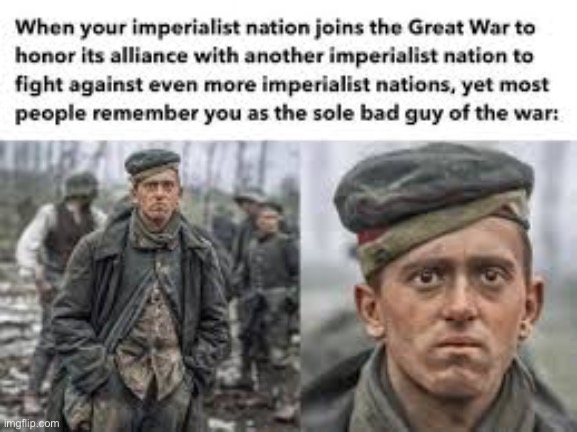 When your imperialist nation joins the Great War to
honor its alliance with another imperialist nation to
fight against even more imperialist nations, yet most
people remember you as the sole bad guy of the war:
imgflip.com